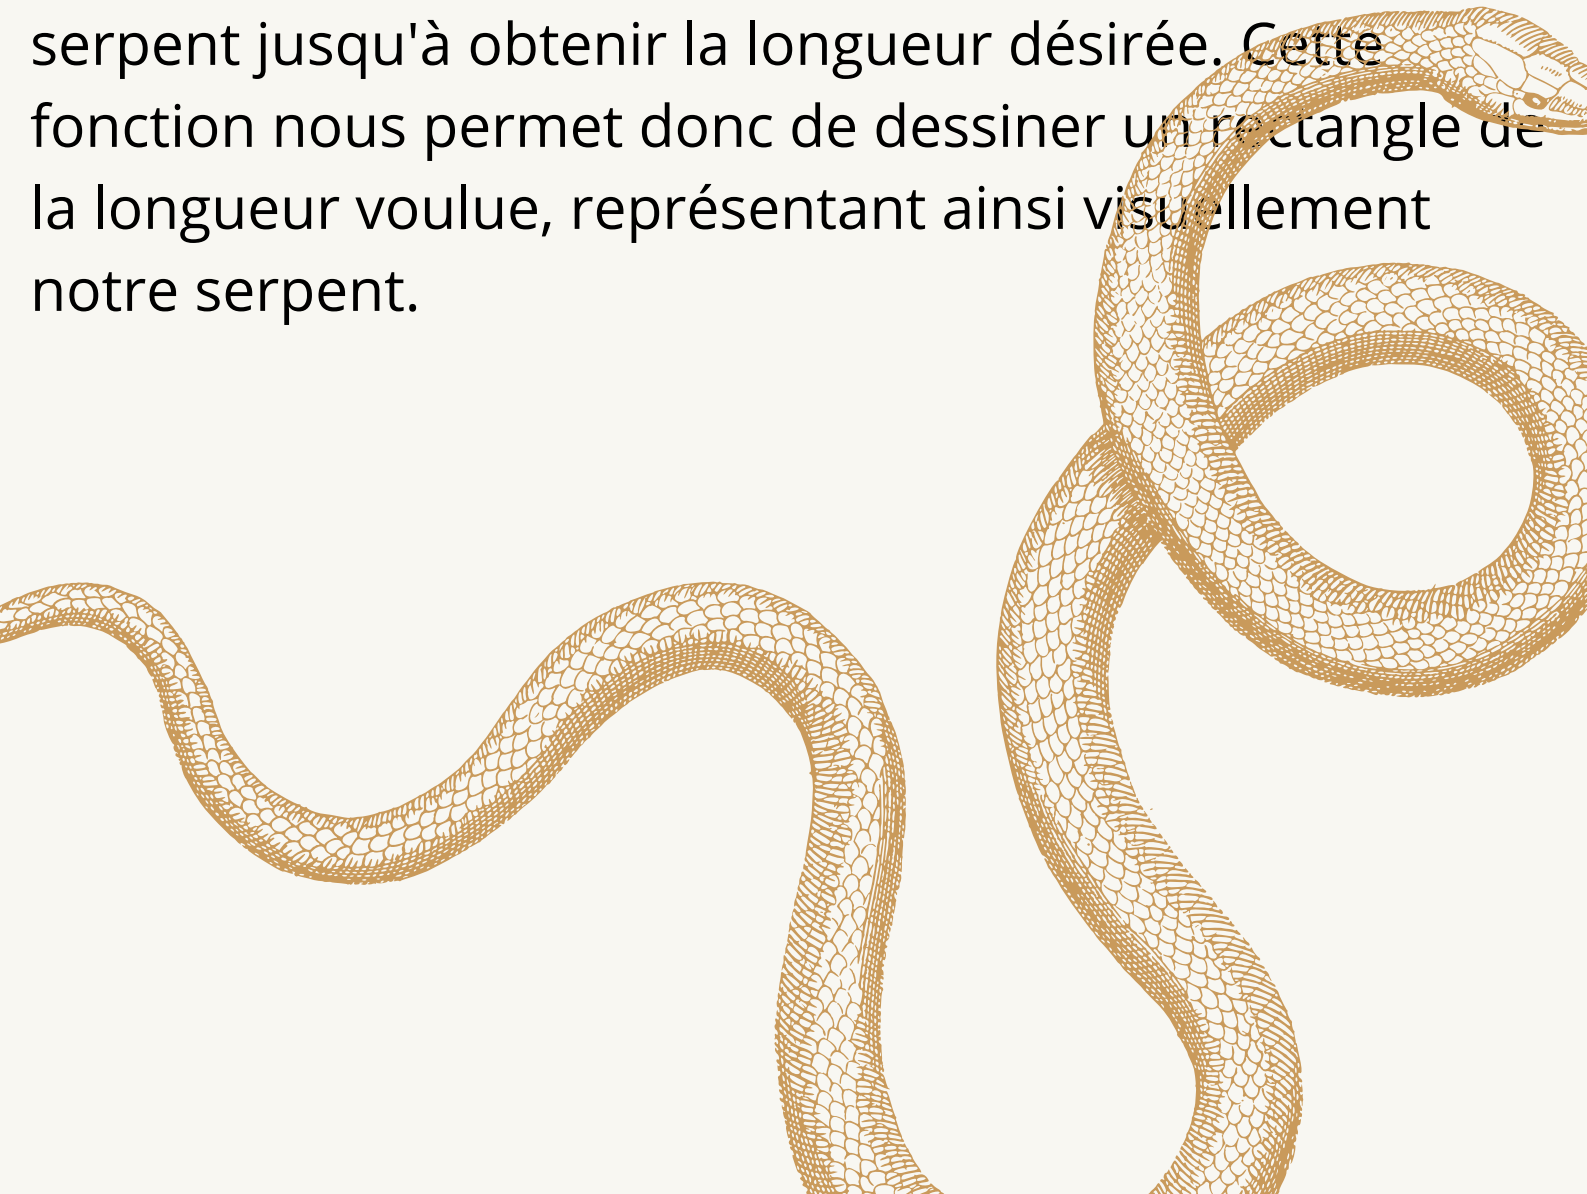 serpent jusqu'à obtenir la longueur désirée. Cette
fonction nous permet donc de dessiner un rectangle de
la longueur voulue, représentant ainsi visuellement
notre serpent.